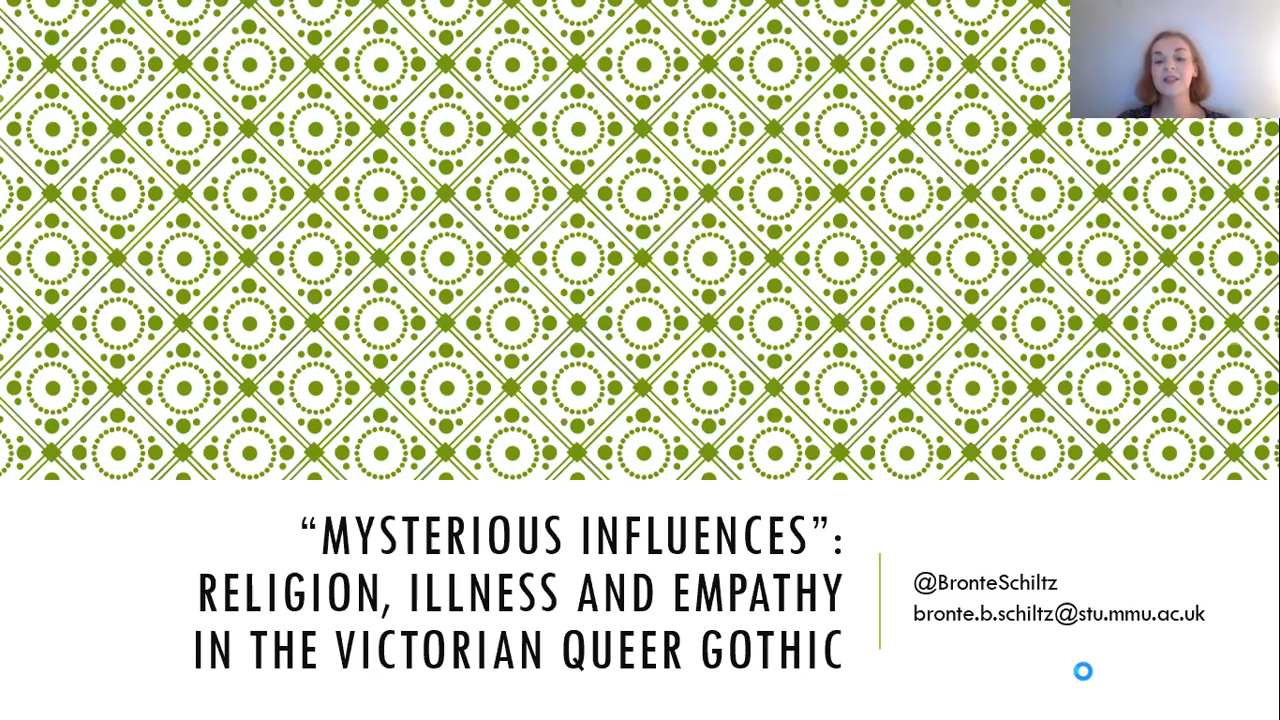 “MYSTERIOUS INFLUENCES”:
RELIGION, ILLNESS AND EMPATHY
IN THE VICTORIAN QUEER GOTHIC
@BronteSchiltz
bronte.b.schiltz@stu.mmu.ac.uk